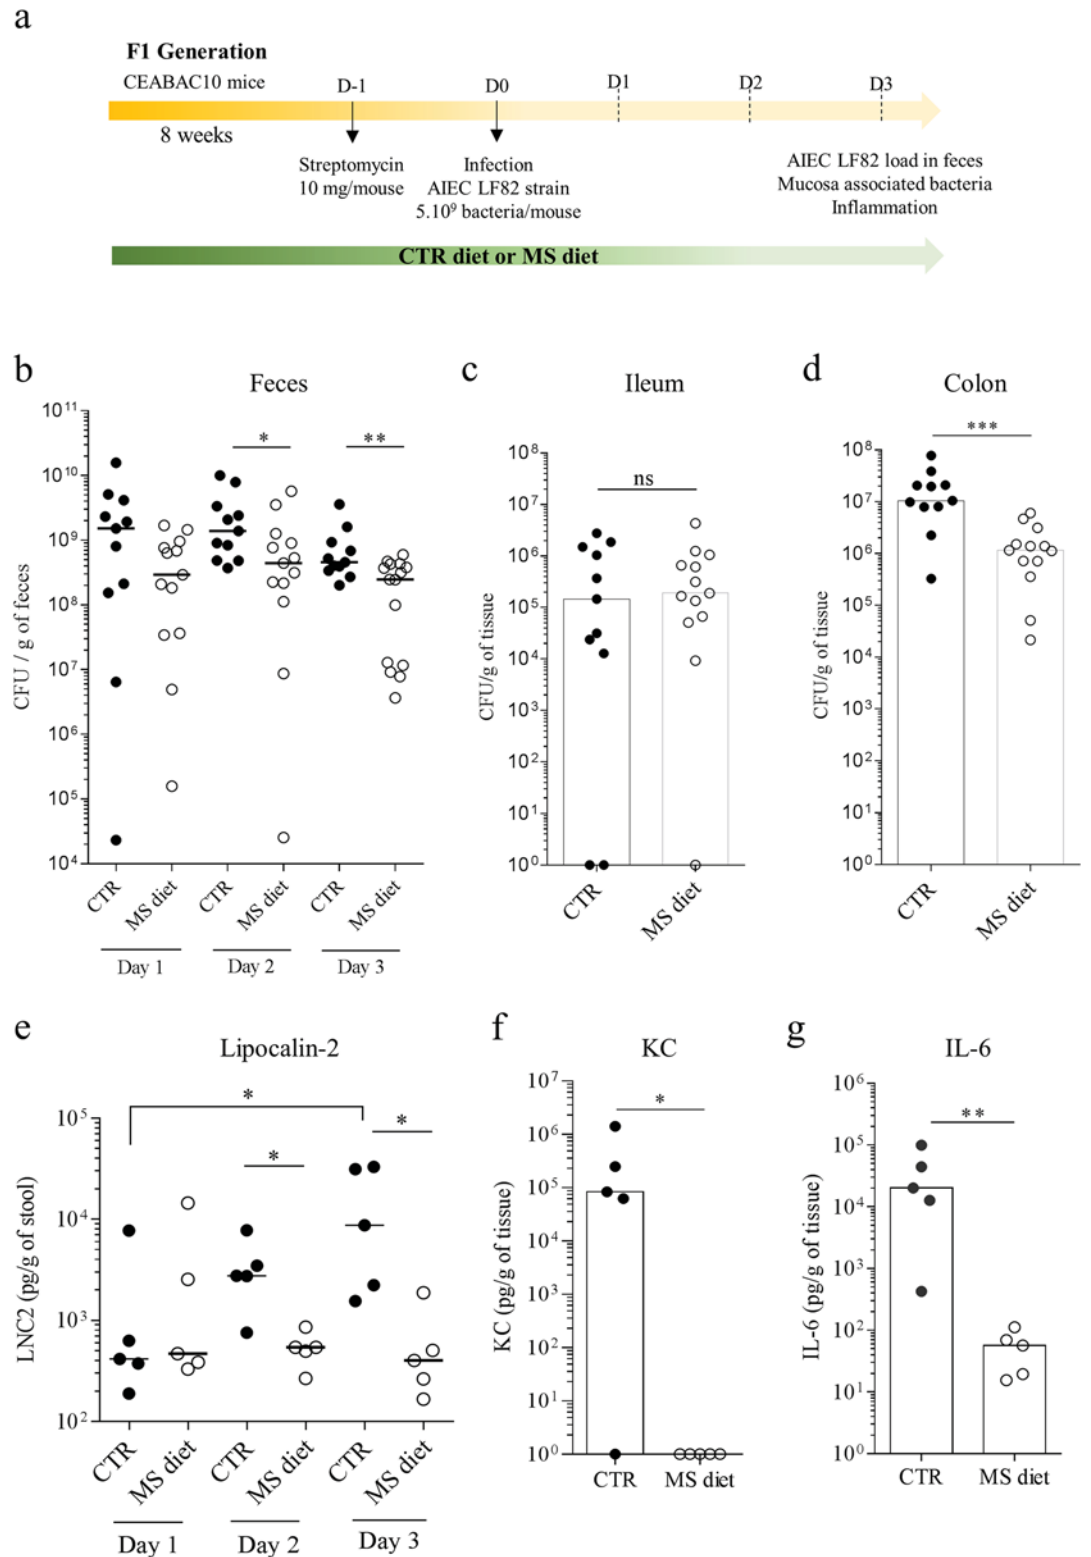 a
F1 Generation
CEABAC10 mice
D-1
D0
D1
D2
D3
8 weeks
Streptomycin
10 mg/mouse
Infection
AIEC LF82 strain
5.10⁹ bacteria/mouse
AIEC LF82 load in feces
Mucosa associated bacteria
Inflammation
CTR diet or MS diet
b
Feces
CFU / g of feces
10¹¹
10¹⁰
10⁹
10⁸
10⁷
10⁶
10⁵
10⁴
*
**
CTR
MS diet
CTR
MS diet
CTR
MS diet
Day 1
Day 2
Day 3
c
Ileum
CFU/g of tissue
10⁸
10⁷
10⁶
10⁵
10⁴
10³
10²
10¹
10⁰
ns
CTR
MS diet
d
Colon
CFU/g of tissue
10⁸
10⁷
10⁶
10⁵
10⁴
10³
10²
10¹
10⁰
***
CTR
MS diet
e
Lipocalin-2
LNC2 (pg/g of stool)
10⁵
10⁴
10³
10²
*
*
*
CTR
MS diet
CTR
MS diet
CTR
MS diet
Day 1
Day 2
Day 3
f
KC
KC (pg/g of tissue)
10⁷
10⁶
10⁵
10⁴
10³
10²
10¹
10⁰
*
CTR
MS diet
g
IL-6
IL-6 (pg/g of tissue)
10⁶
10⁵
10⁴
10³
10²
10¹
10⁰
**
CTR
MS diet